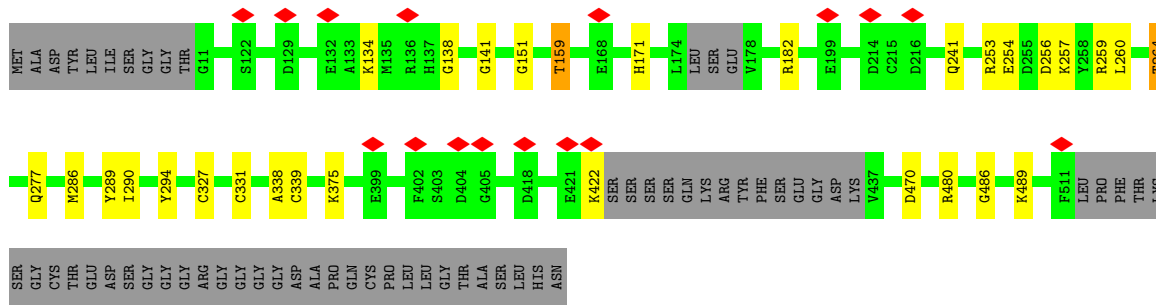 MET ALA ASP TYR LEU ILE SER GLY GLY THR G11 S122 D129 E132 A133 K134 M135 R136 H137 G138 G141 G151 T159 E168 H171 L174 LEU SER GLU V178 R182 E199 D214 C215 D216 Q241 R253 E254 D255 D256 K257 Y258 R259 L260
Q277 M286 Y289 I290 Y294 C327 C331 A338 C339 K375 E399 F402 S403 D404 G405 D418 E421 K422 SER SER SER SER SER GLN LYS ARG TYR PHE SER GLU GLY ASP LYS V437 D470 R480 G486 K489 F511 LEU PRO PHE THR
SER GLY CYS THR GLU ASP SER GLY GLY GLY ARG GLY GLY GLY GLY ASP ALA PRO GLN CYS PRO LEU LEU GLY THR ALA SER LEU HIS ASN